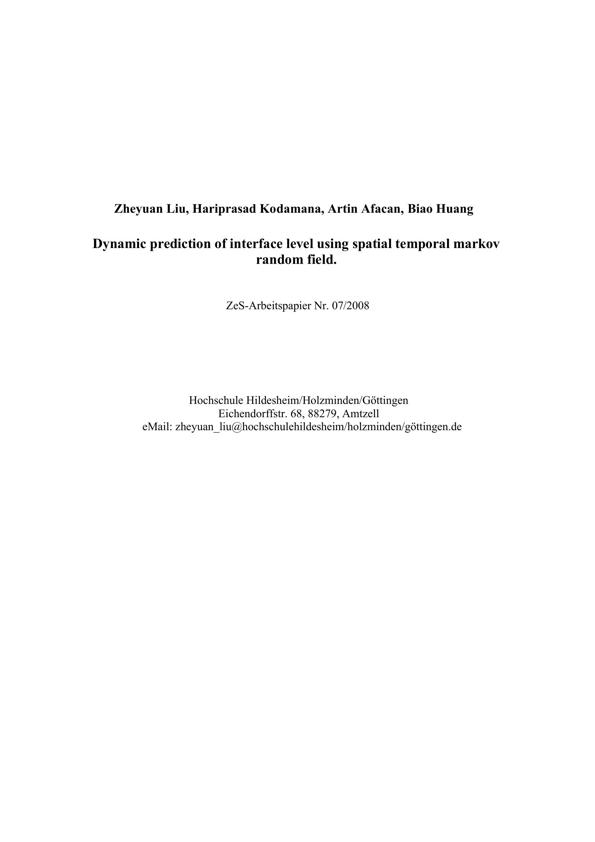 Zheyuan Liu, Hariprasad Kodamana, Artin Afacan, Biao Huang
Dynamic prediction of interface level using spatial temporal markov
random field.
ZeS-Arbeitspapier Nr. 07/2008
Hochschule Hildesheim/Holzminden/Göttingen
Eichendorffstr. 68, 88279, Amtzell
eMail: zheyuan_liu@hochschulehildesheim/holzminden/göttingen.de